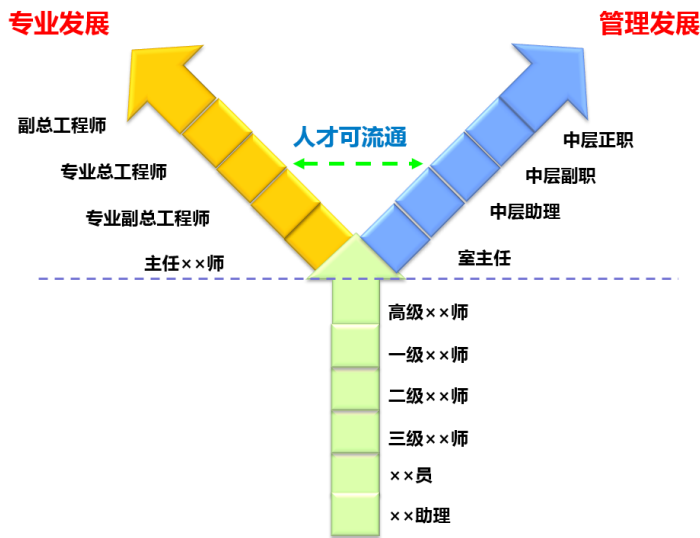 专业发展
管理发展
人才可流通
副总工程师
专业总工程师
专业副总工程师
主任××师
中层正职
中层副职
中层助理
室主任
高级××师
一级××师
二级××师
三级××师
××员
××助理